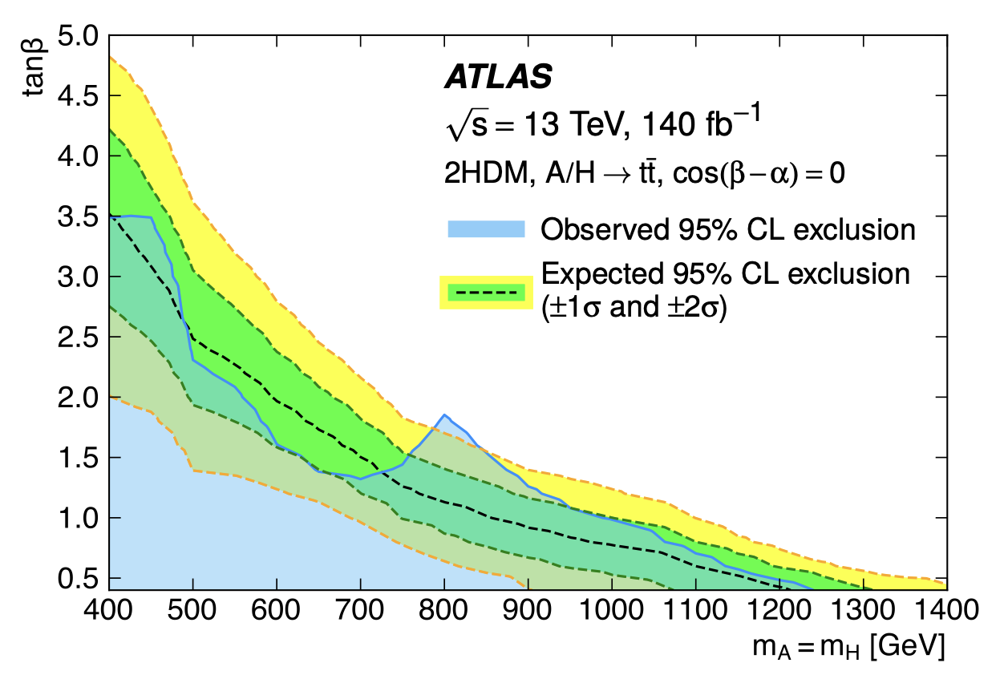 tanβ
5.0
4.5
4.0
3.5
3.0
2.5
2.0
1.5
1.0
0.5
ATLAS
√s = 13 TeV, 140 fb⁻¹
2HDM, A/H → tt̄, cos(β−α) = 0
Observed 95% CL exclusion
Expected 95% CL exclusion
(±1σ and ±2σ)
400 500 600 700 800 900 1000 1100 1200 1300 1400
m_A = m_H [GeV]